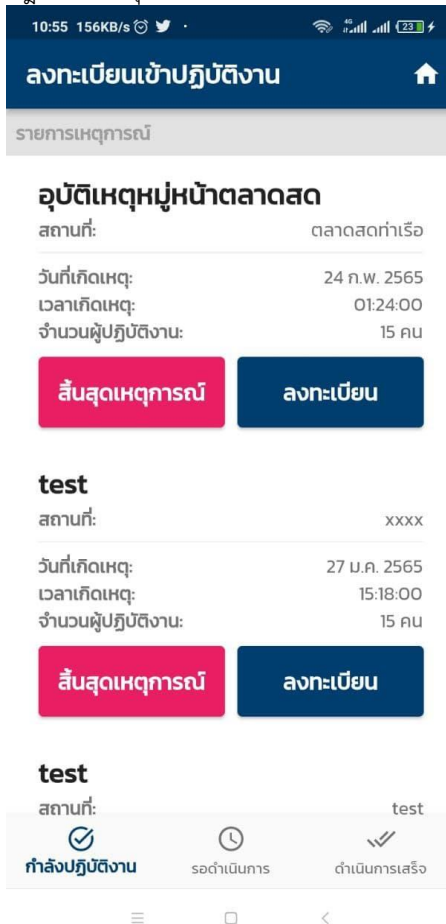 10:55 156KB/s
4G 23
ลงทะเบียนเข้าปฏิบัติงาน
รายการเหตุการณ์
อุบัติเหตุหมู่หน้าตลาดสด
สถานที่: ตลาดสดท่าเรือ
วันที่เกิดเหตุ: 24 ก.พ. 2565
เวลาเกิดเหตุ: 01:24:00
จำนวนผู้ปฏิบัติงาน: 15 คน
สิ้นสุดเหตุการณ์ ลงทะเบียน
test
สถานที่: xxxx
วันที่เกิดเหตุ: 27 ม.ค. 2565
เวลาเกิดเหตุ: 15:18:00
จำนวนผู้ปฏิบัติงาน: 15 คน
สิ้นสุดเหตุการณ์ ลงทะเบียน
test
สถานที่: test
กำลังปฏิบัติงาน รอดำเนินการ ดำเนินการเสร็จ